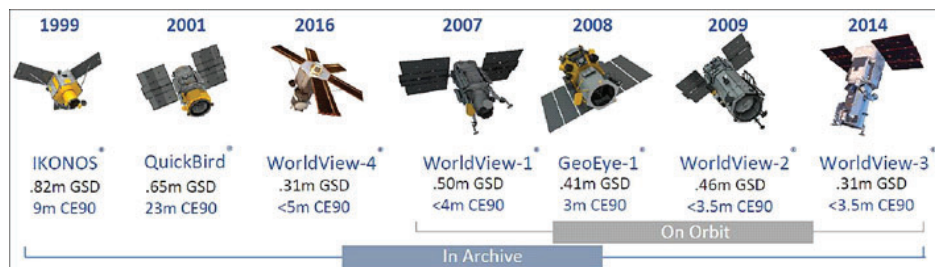 1999 2001 2016 2007 2008 2009 2014
IKONOS® QuickBird® WorldView-4® WorldView-1® GeoEye-1® WorldView-2® WorldView-3®
.82m GSD .65m GSD .31m GSD .50m GSD .41m GSD .46m GSD .31m GSD
9m CE90 23m CE90 <5m CE90 <4m CE90 3m CE90 <3.5m CE90 <3.5m CE90
On Orbit
In Archive